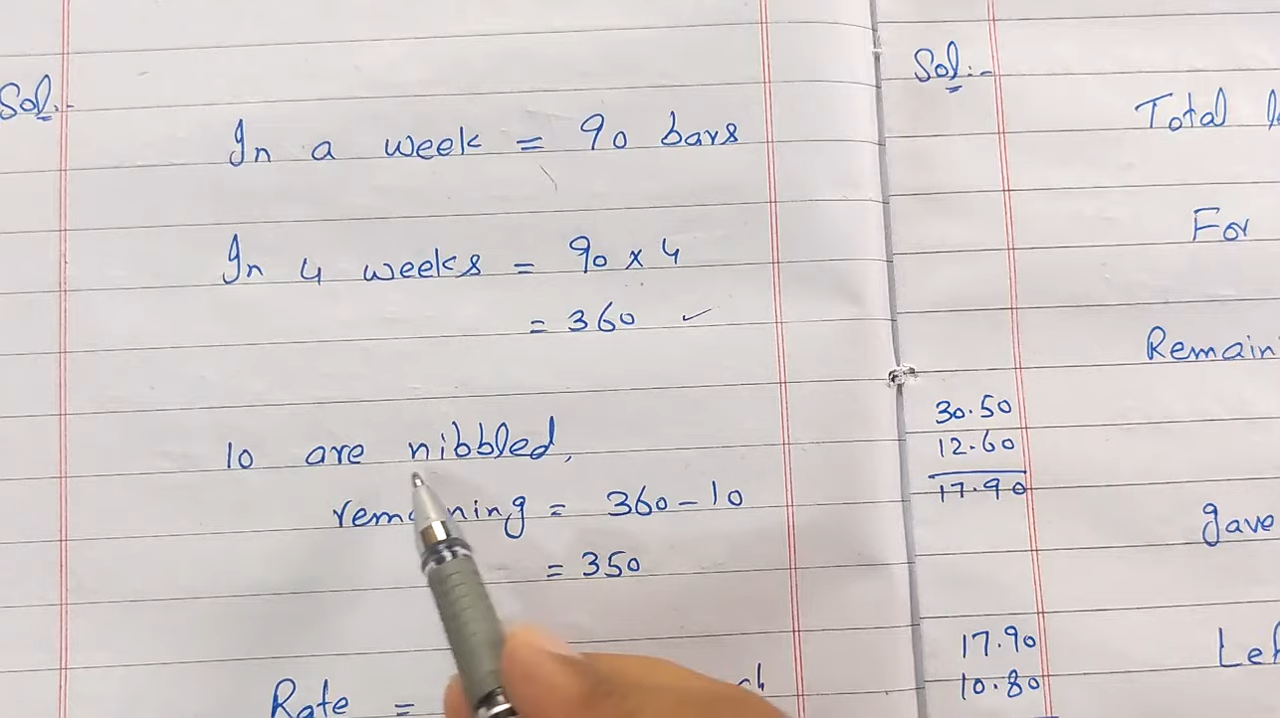 Sol:-
In a week = 90 bars
In 4 weeks = 90 x 4
= 360 ✓
10 are nibbled,
remaining = 360 - 10
= 350
Rate =
Sol:-
Total
For
Remain
30.50
12.60
17.90
gave
17.90
10.80
Lef